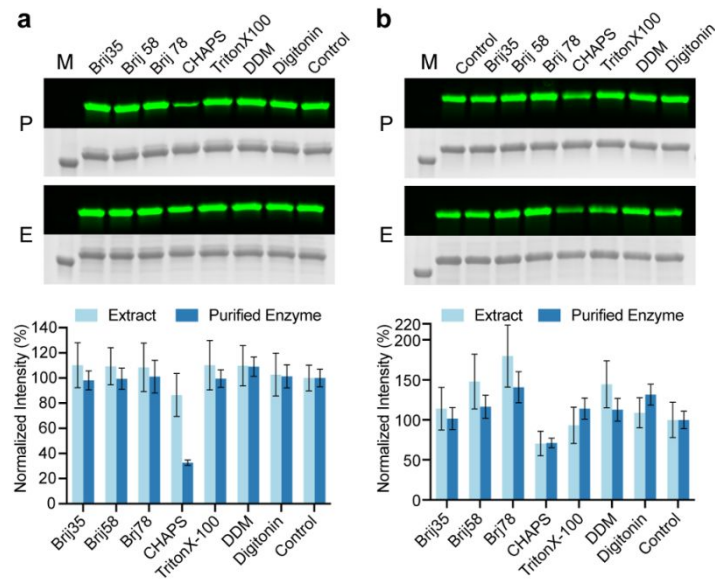 a
M Brij35 Brij 58 Brij 78 CHAPS TritonX100 DDM Digitonin Control
P
E
Extract Purified Enzyme
Normalized Intensity (%)
140
120
100
80
60
40
20
0
Brij35 Brij58 Brj78 CHAPS TritonX-100 DDM Digitonin Control
b
M Control Brij35 Brij 58 Brij 78 CHAPS TritonX100 DDM Digitonin
P
E
Extract Purified Enzyme
Normalized Intensity (%)
220
200
150
100
50
0
Brij35 Brij58 Brj78 CHAPS TritonX-100 DDM Digitonin Control